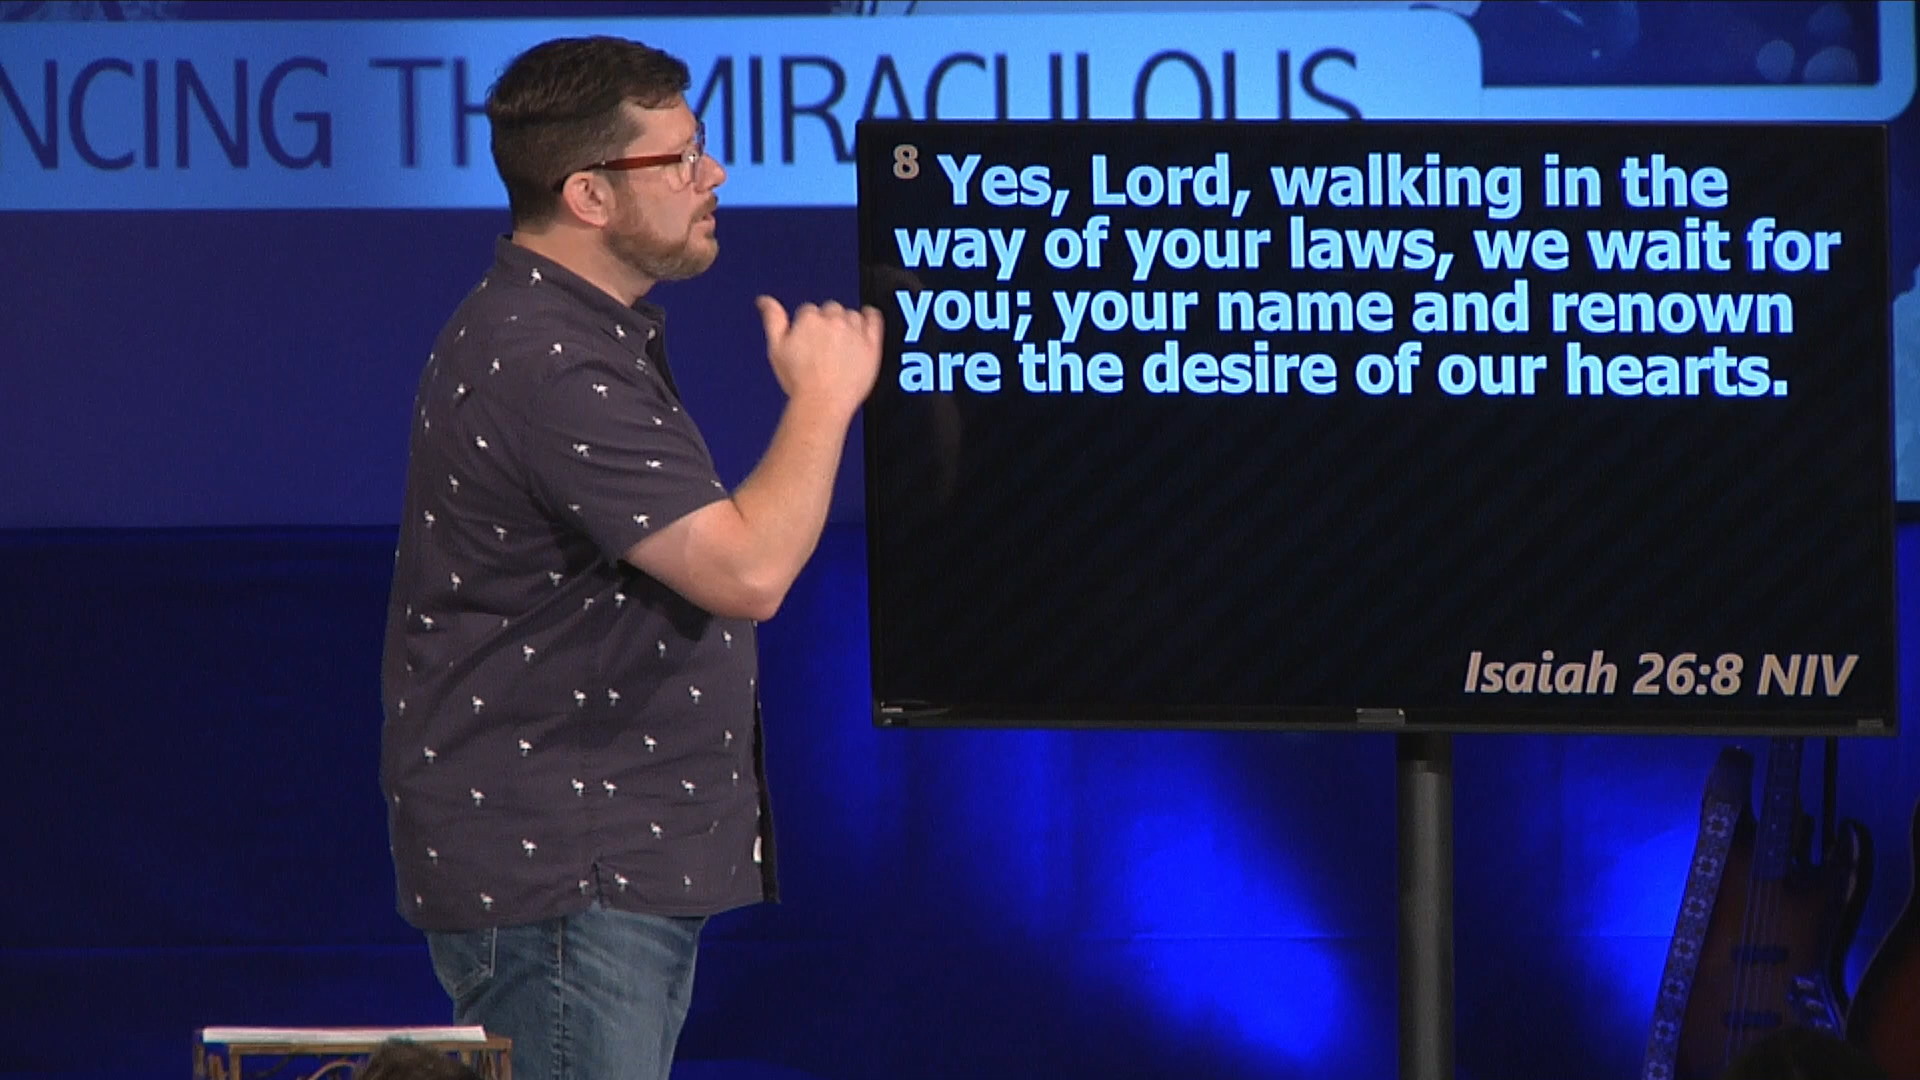 NCING TH MIRACULOUS
8 Yes, Lord, walking in the
way of your laws, we wait for
you; your name and renown
are the desire of our hearts.
Isaiah 26:8 NIV